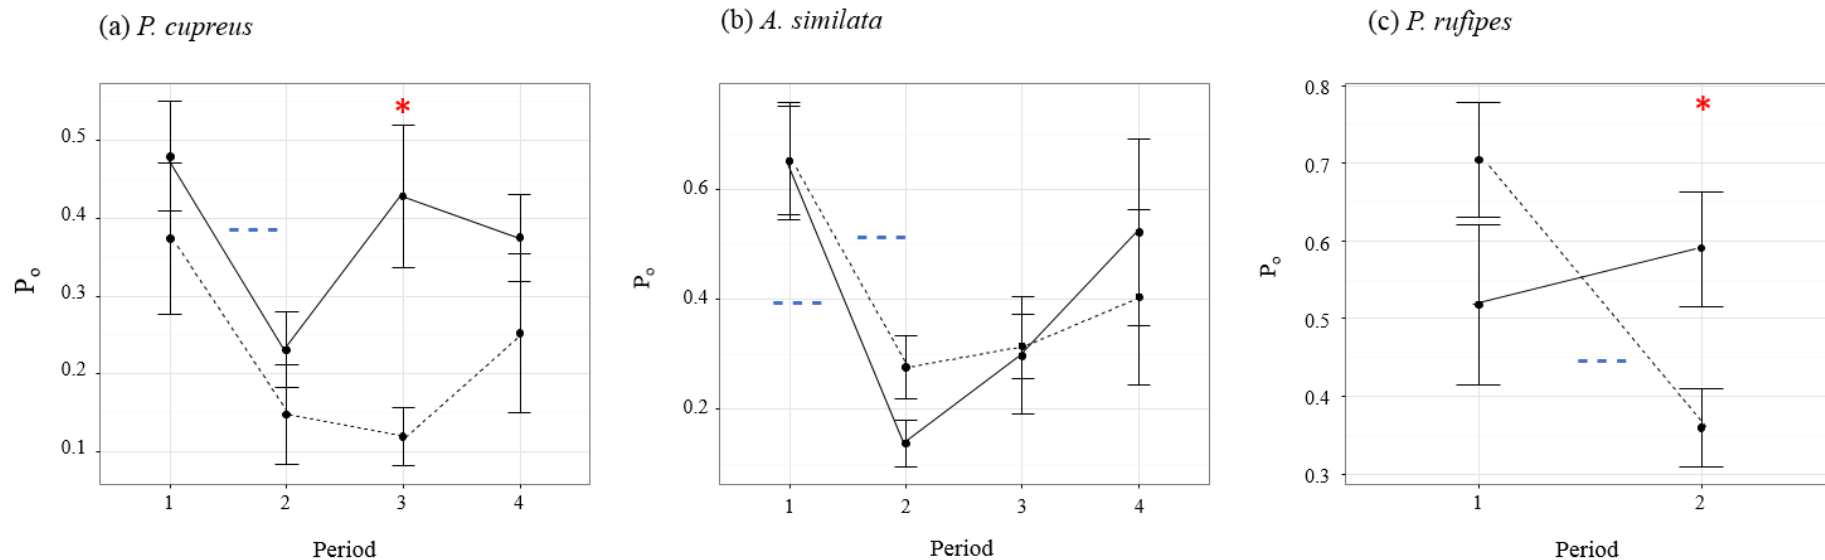 (a) P. cupreus
0.5
0.4
0.3
0.2
0.1
Po
1 2 3 4
Period
*
(b) A. similata
0.6
0.4
0.2
Po
1 2 3 4
Period
(c) P. rufipes
0.8
0.7
0.6
0.5
0.4
0.3
Po
1 2
Period
*